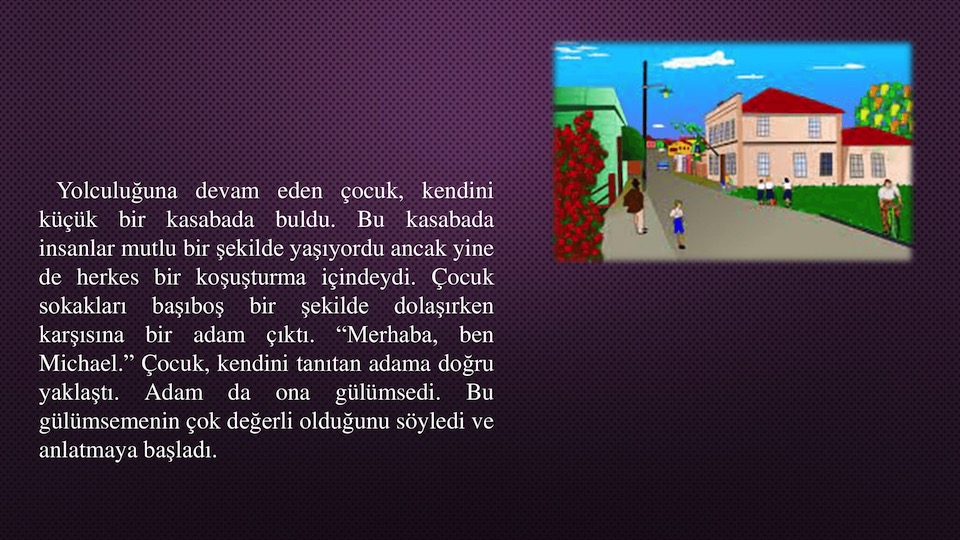 Yolculuğuna devam eden çocuk, kendini
küçük bir kasabada buldu. Bu kasabada
insanlar mutlu bir şekilde yaşıyordu ancak yine
de herkes bir koşuşturma içindeydi. Çocuk
sokakları başıboş bir şekilde dolaşırken
karşısına bir adam çıktı. “Merhaba, ben
Michael.” Çocuk, kendini tanıtan adama doğru
yaklaştı. Adam da ona gülümsedi. Bu
gülümsemenin çok değerli olduğunu söyledi ve
anlatmaya başladı.